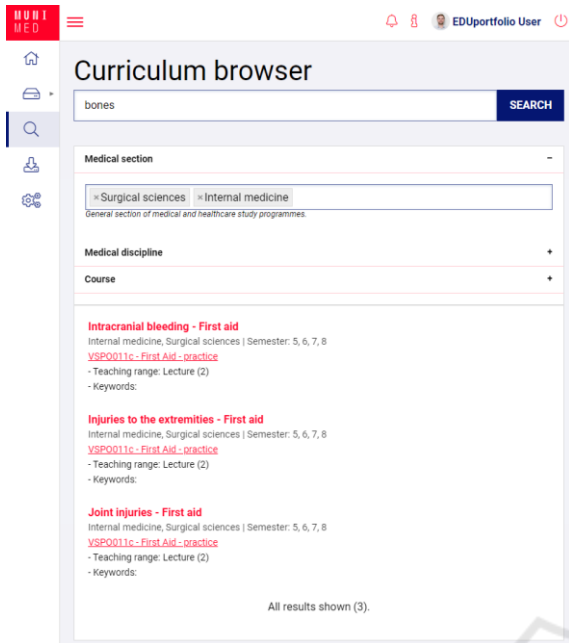 MUNI
MED
EDUportfolio User
Curriculum browser
bones
SEARCH
Medical section
-
×Surgical sciences ×Internal medicine
General section of medical and healthcare study programmes.
Medical discipline
+
Course
+
Intracranial bleeding - First aid
Internal medicine, Surgical sciences | Semester: 5, 6, 7, 8
VSPO011c - First Aid - practice
- Teaching range: Lecture (2)
- Keywords:
Injuries to the extremities - First aid
Internal medicine, Surgical sciences | Semester: 5, 6, 7, 8
VSPO011c - First Aid - practice
- Teaching range: Lecture (2)
- Keywords:
Joint injuries - First aid
Internal medicine, Surgical sciences | Semester: 5, 6, 7, 8
VSPO011c - First Aid - practice
- Teaching range: Lecture (2)
- Keywords:
All results shown (3).